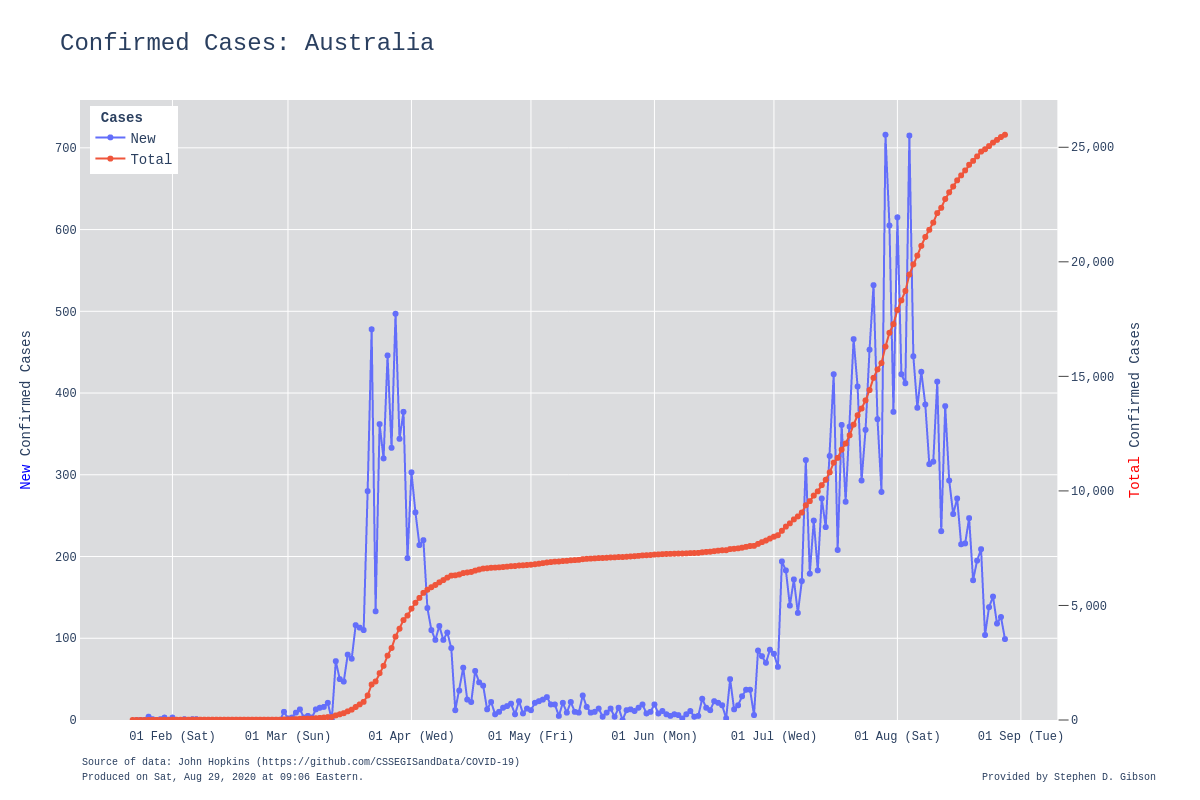 Confirmed Cases: Australia
Cases
New
Total
700
600
500
400
300
200
100
0
25,000
20,000
15,000
10,000
5,000
0
New Confirmed Cases
Total Confirmed Cases
01 Feb (Sat)
01 Mar (Sun)
01 Apr (Wed)
01 May (Fri)
01 Jun (Mon)
01 Jul (Wed)
01 Aug (Sat)
01 Sep (Tue)
Source of data: John Hopkins (https://github.com/CSSEGISandData/COVID-19)
Produced on Sat, Aug 29, 2020 at 09:06 Eastern.
Provided by Stephen D. Gibson